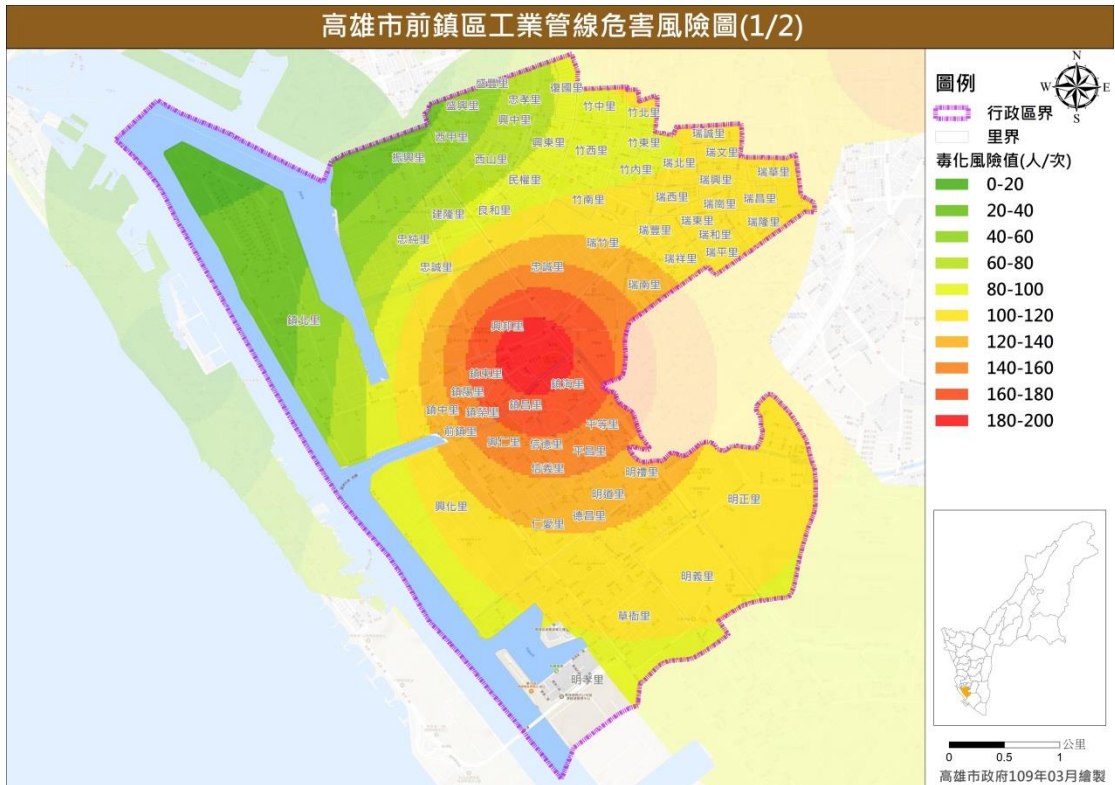 高雄市前鎮區工業管線危害風險圖(1/2)
圖例
N
W
E
S
行政區界
里界
毒化風險值(人/次)
0-20
20-40
40-60
60-80
80-100
100-120
120-140
140-160
160-180
180-200
盛豐里
復國里
盛興里
忠孝里
竹中里
竹北里
興中里
西甲里
興東里
竹東里
瑞誠里
振興里
西山里
竹西里
瑞北里
瑞文里
竹內里
瑞華里
民權里
瑞興里
竹南里
瑞西里
瑞崗里
瑞昌里
建隆里
良和里
瑞豐里
瑞東里
瑞隆里
忠純里
瑞竹里
瑞和里
忠誠里
忠誠里
瑞祥里
瑞平里
瑞南里
鎮北里
興邦里
鎮東里
鎮海里
鎮陽里
鎮中里
鎮榮里
鎮昌里
前鎮里
平等里
興仁里
信德里
平昌里
信義里
明禮里
興化里
明道里
明正里
仁愛里
德昌里
明義里
草衙里
明孝里
公里
0
0.5
1
高雄市政府109年03月繪製